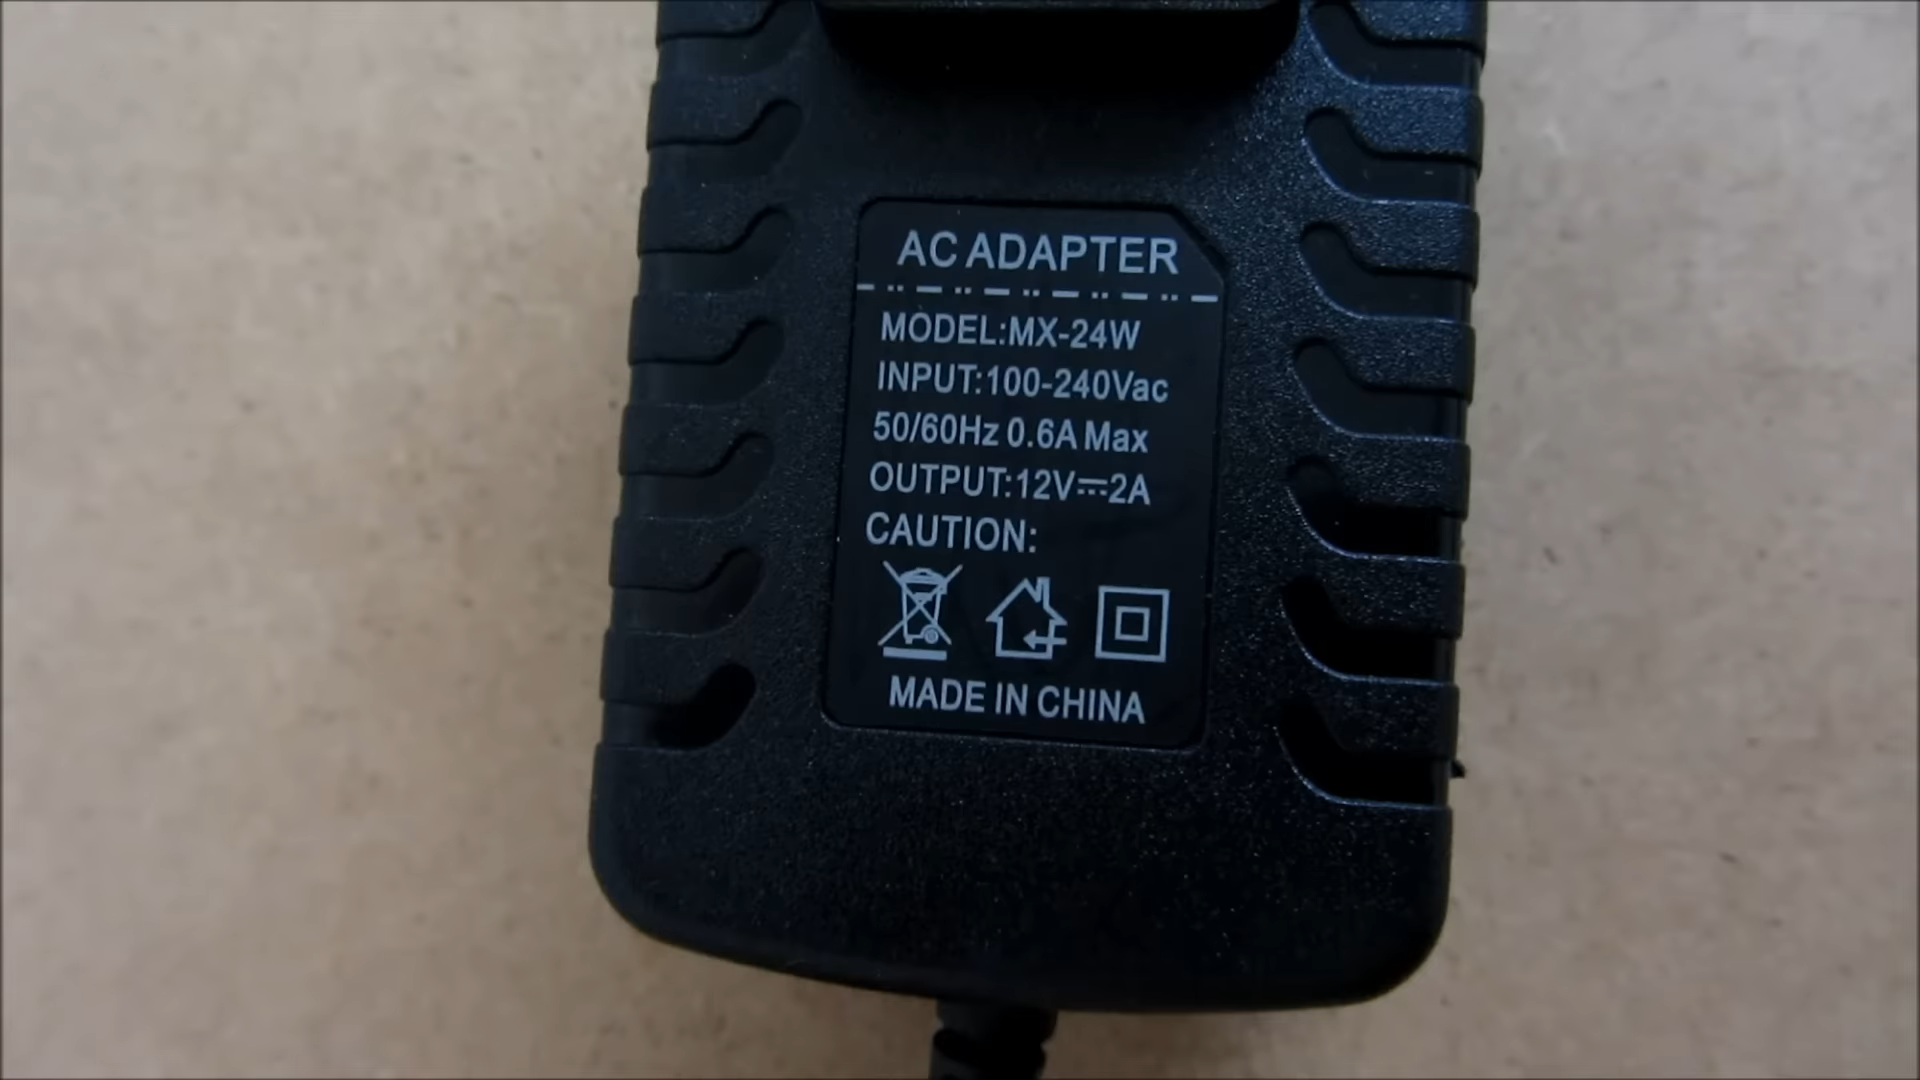 AC ADAPTER
MODEL:MX-24W
INPUT:100-240Vac
50/60Hz 0.6A Max
OUTPUT:12V⎓2A
CAUTION:
MADE IN CHINA